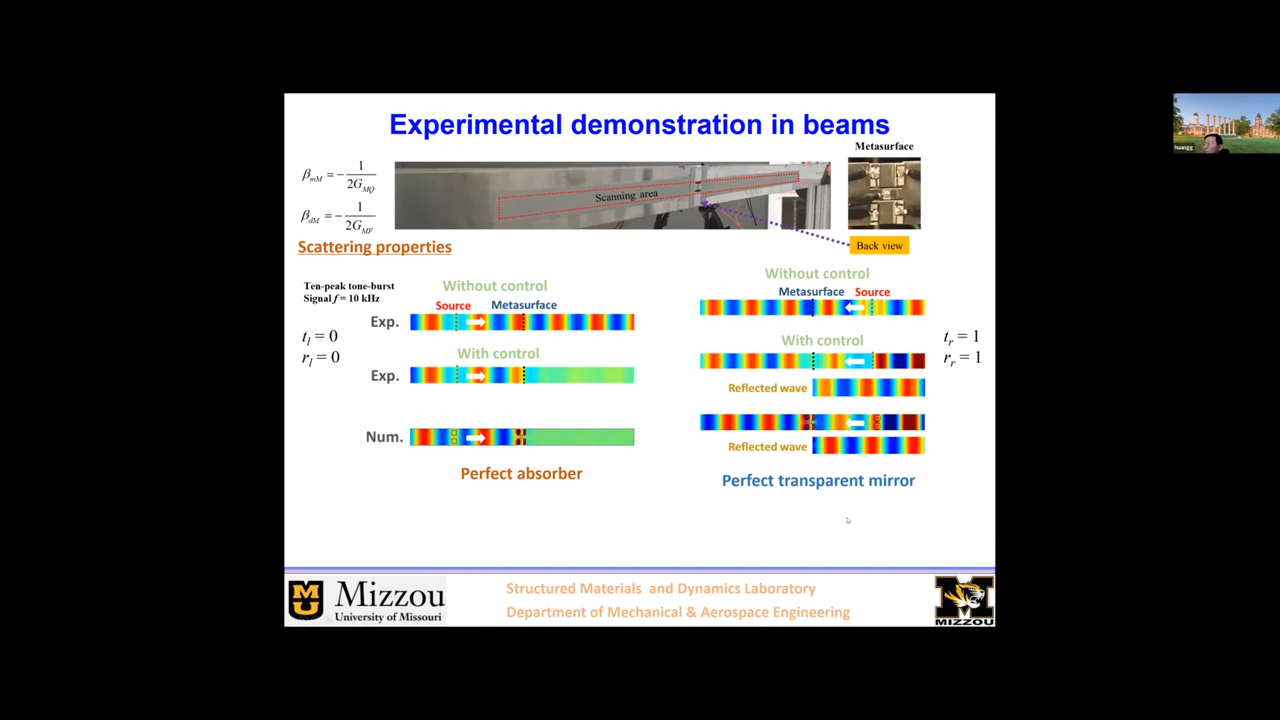 Experimental demonstration in beams
β_mM = - 1 / 2G_MQ
β_dM = - 1 / 2G_MF
Scanning area
Metasurface
Back view
huangg
Scattering properties
Ten-peak tone-burst
Signal f = 10 kHz
t_l = 0
r_l = 0
Without control
Source Metasurface
Exp.
With control
Exp.
Num.
Perfect absorber
Without control
Metasurface Source
With control
Reflected wave
Reflected wave
t_r = 1
r_r = 1
Perfect transparent mirror
MU
Mizzou
University of Missouri
Structured Materials and Dynamics Laboratory
Department of Mechanical & Aerospace Engineering
M
MIZZOU